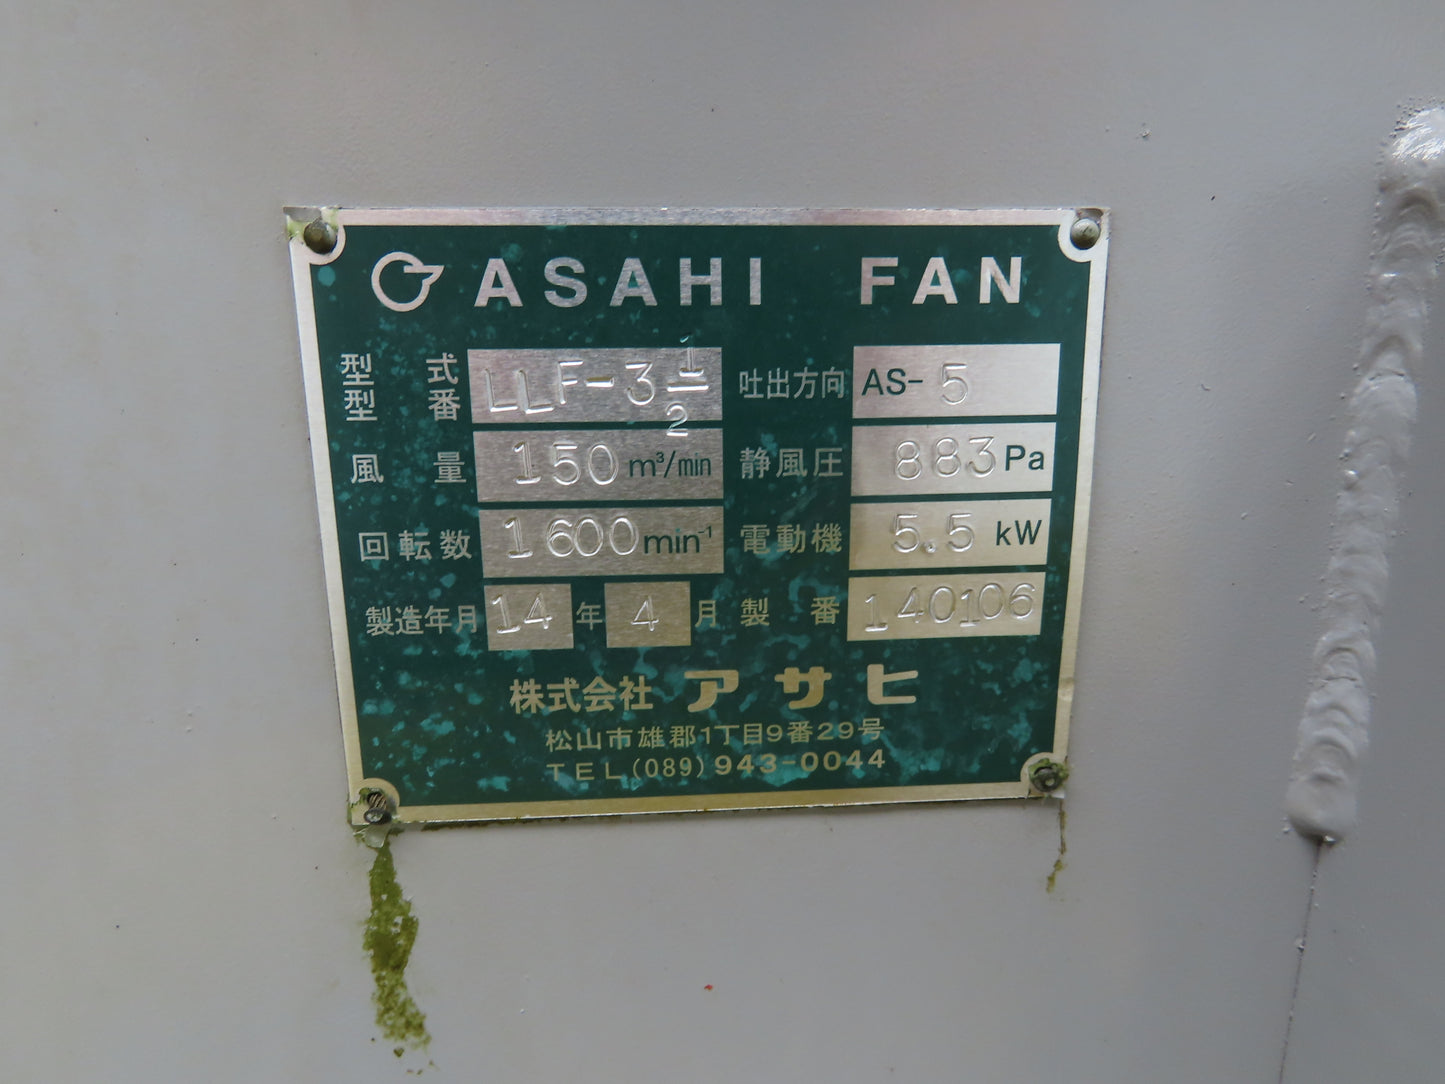 ASAHI FAN
型式 型番 LLF-3 1/2 吐出方向 AS-5
風量 150 m³/min 静風圧 883 Pa
回転数 1600 min⁻¹ 電動機 5.5 kW
製造年月 14年 4月 製番 140106
株式会社 アサヒ
松山市雄郡1丁目9番29号
TEL(089)943-0044